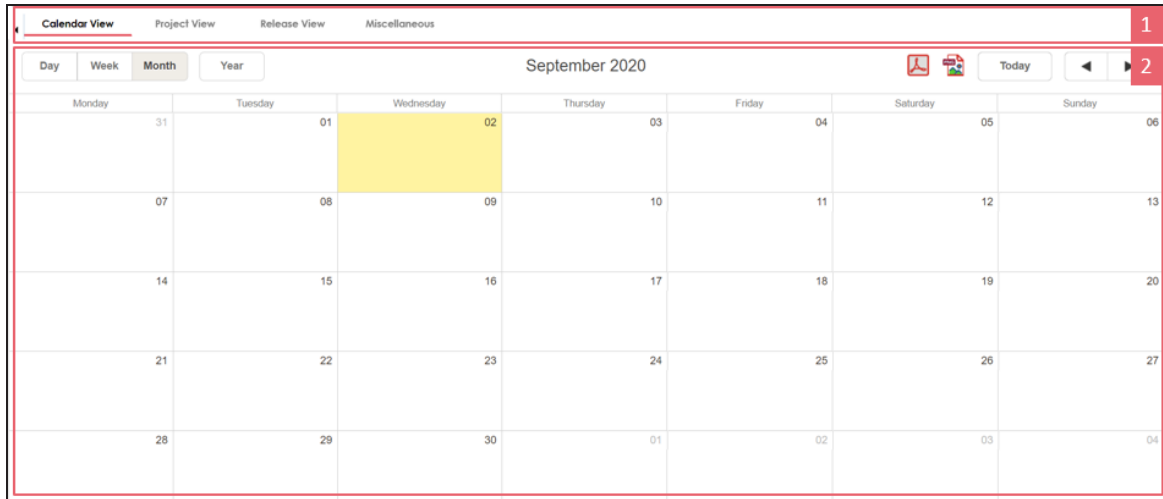 Calendar View Project View Release View Miscellaneous 1
Day Week Month Year September 2020 Today 2
Monday Tuesday Wednesday Thursday Friday Saturday Sunday
31 01 02 03 04 05 06
07 08 09 10 11 12 13
14 15 16 17 18 19 20
21 22 23 24 25 26 27
28 29 30 01 02 03 04